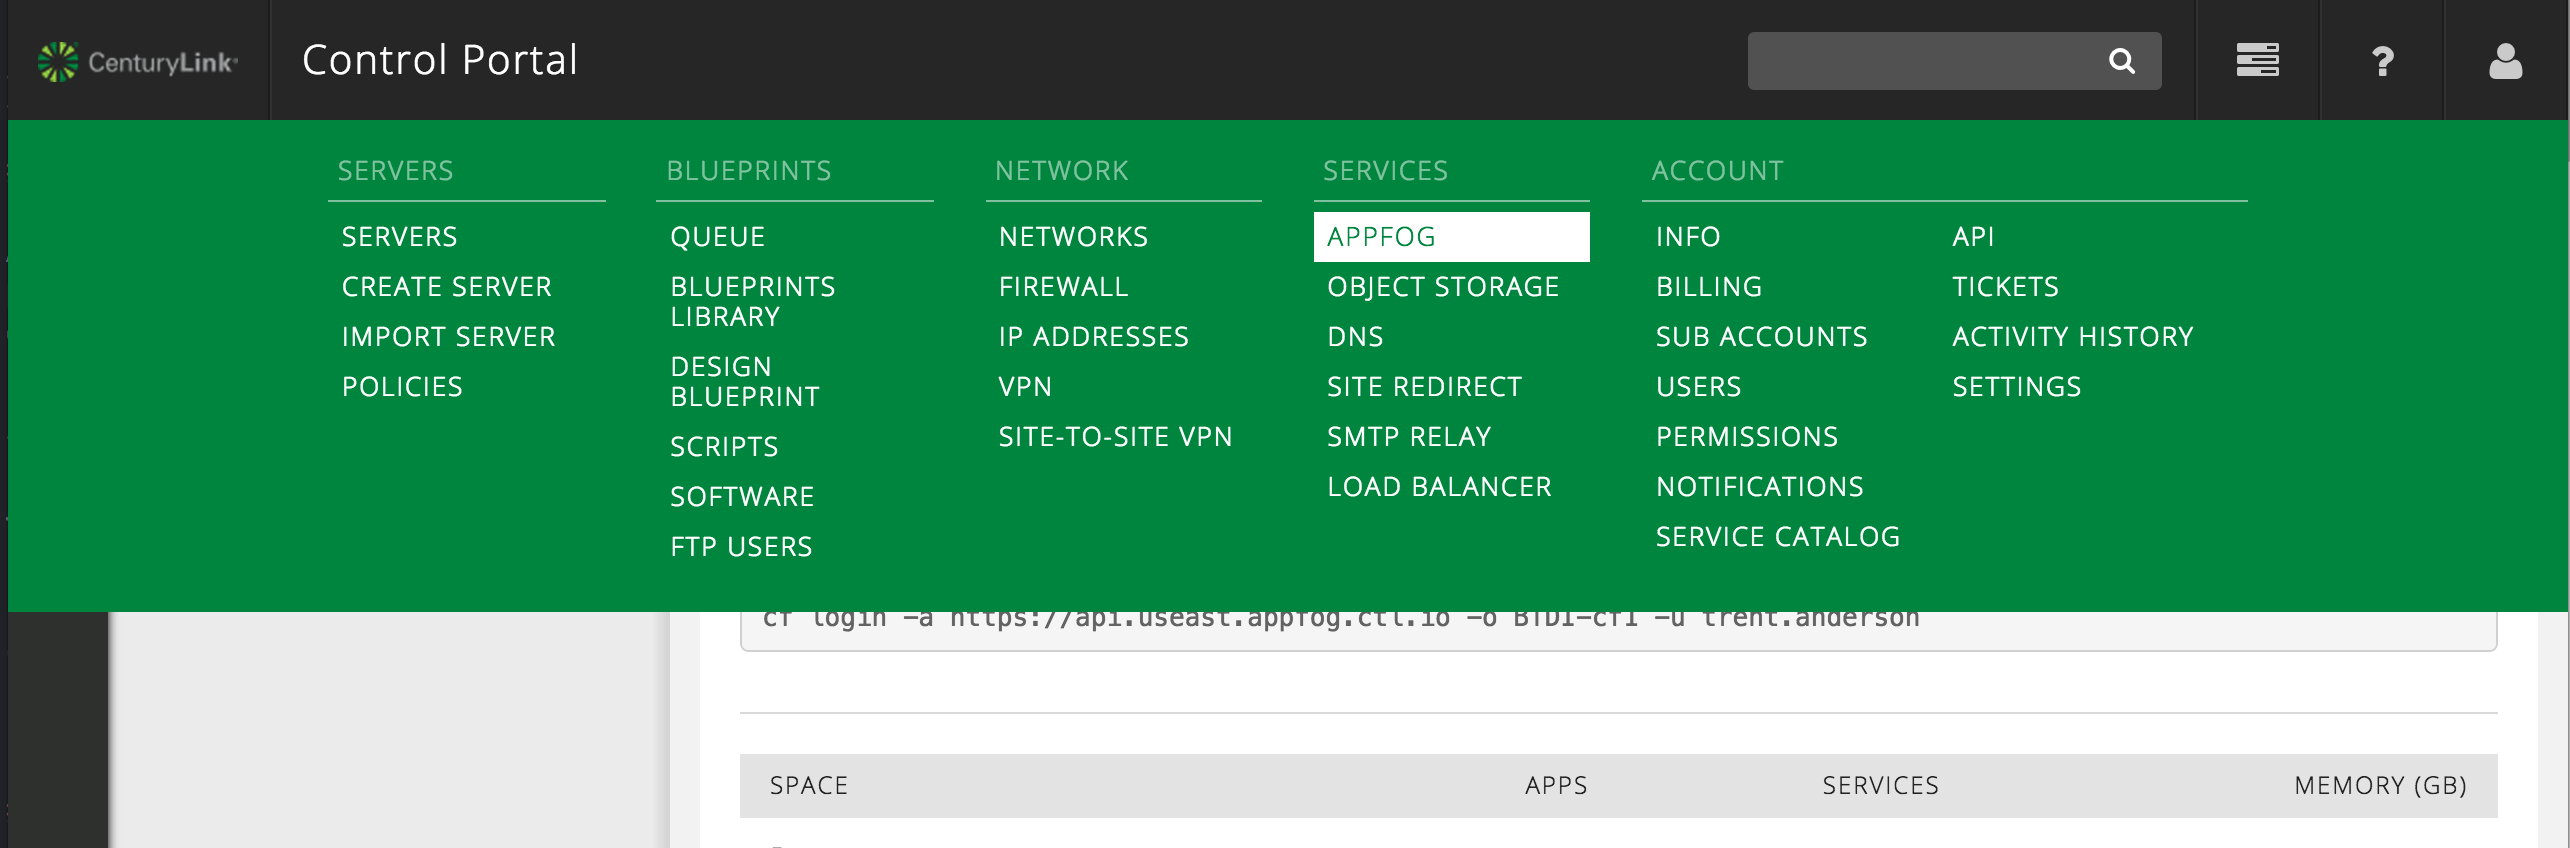 CenturyLink
Control Portal
?
SERVERS
SERVERS
CREATE SERVER
IMPORT SERVER
POLICIES
BLUEPRINTS
QUEUE
BLUEPRINTS
LIBRARY
DESIGN
BLUEPRINT
SCRIPTS
SOFTWARE
FTP USERS
NETWORK
NETWORKS
FIREWALL
IP ADDRESSES
VPN
SITE-TO-SITE VPN
SERVICES
APPFOG
OBJECT STORAGE
DNS
SITE REDIRECT
SMTP RELAY
LOAD BALANCER
ACCOUNT
INFO
BILLING
SUB ACCOUNTS
USERS
PERMISSIONS
NOTIFICATIONS
SERVICE CATALOG
API
TICKETS
ACTIVITY HISTORY
SETTINGS
cf login -a https://api.useast.appfog.ctl.io -o BTDI-cf1 -u trent.anderson
SPACE APPS SERVICES MEMORY (GB)